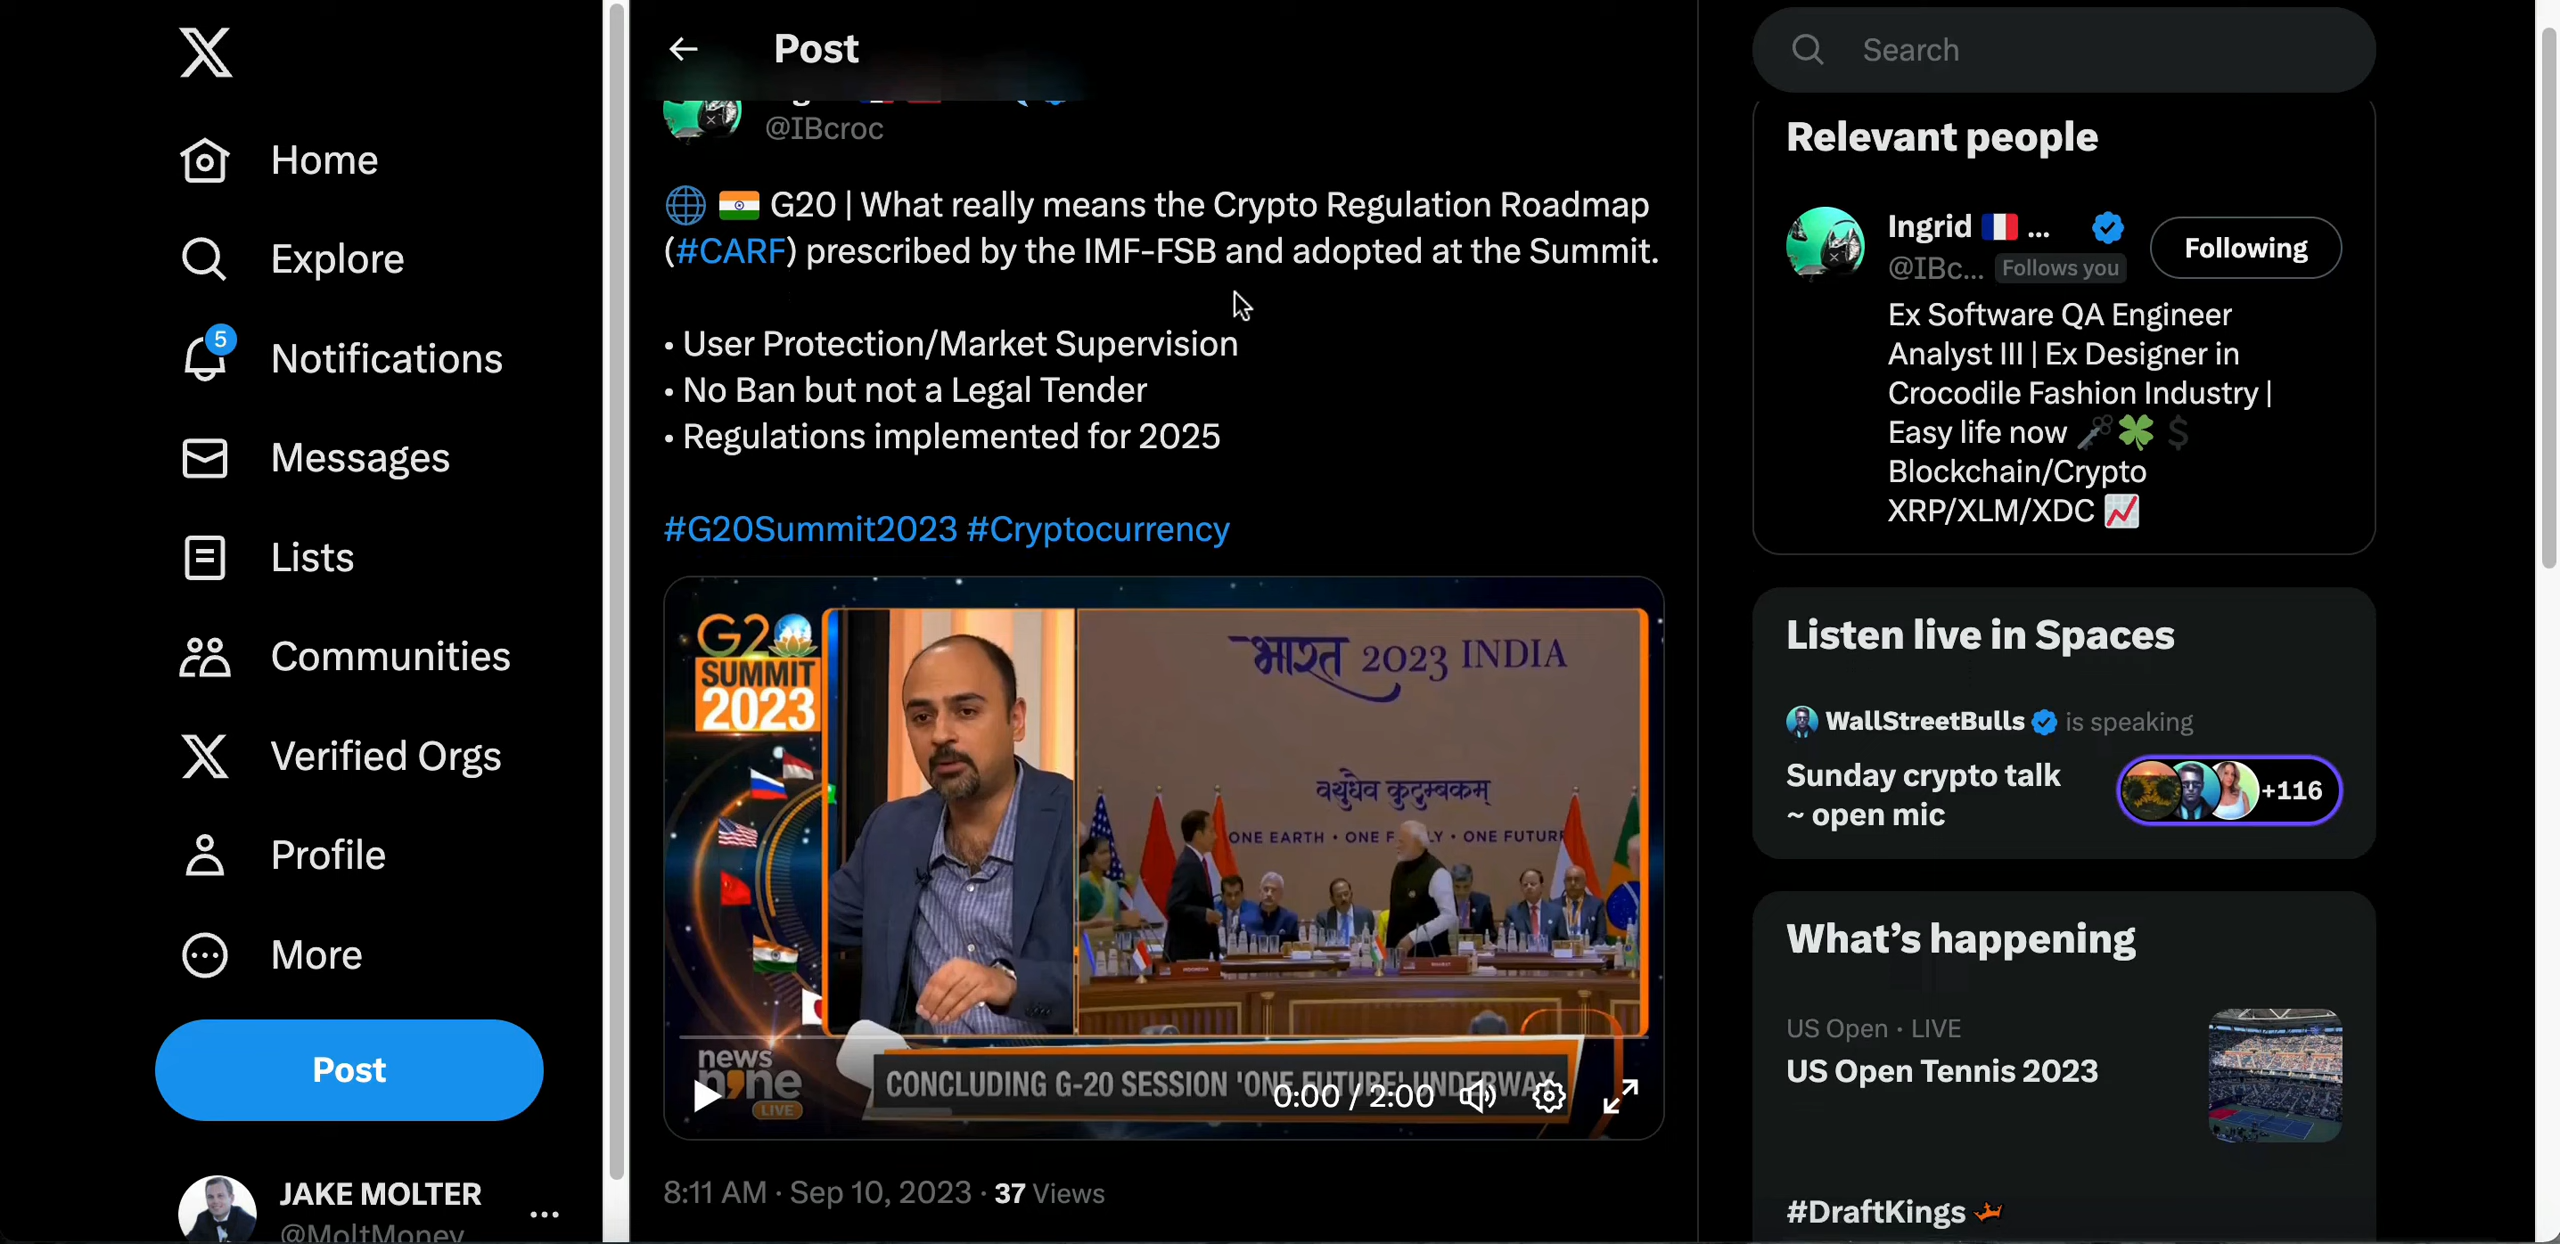 Post
Search
Home
Explore
5
Notifications
Messages
Lists
Communities
Verified Orgs
Profile
More
Post
JAKE MOLTER
@MoltMoney
@IBcroc
G20 | What really means the Crypto Regulation Roadmap
(#CARF) prescribed by the IMF-FSB and adopted at the Summit.
• User Protection/Market Supervision
• No Ban but not a Legal Tender
• Regulations implemented for 2025
#G20Summit2023 #Cryptocurrency
G20
SUMMIT
2023
भारत 2023 INDIA
वसुधैव कुटुम्बकम्
ONE EARTH • ONE FAMILY • ONE FUTURE
INDONESIA
BHARAT
news
nine
LIVE
CONCLUDING G-20 SESSION 'ONE FUTURE' UNDERWAY
0:00 / 2:00
8:11 AM · Sep 10, 2023 · 37 Views
Relevant people
Ingrid ...
@IBc... Follows you
Following
Ex Software QA Engineer
Analyst III | Ex Designer in
Crocodile Fashion Industry |
Easy life now
Blockchain/Crypto
XRP/XLM/XDC
Listen live in Spaces
WallStreetBulls is speaking
Sunday crypto talk
~ open mic
+116
What's happening
US Open · LIVE
US Open Tennis 2023
#DraftKings